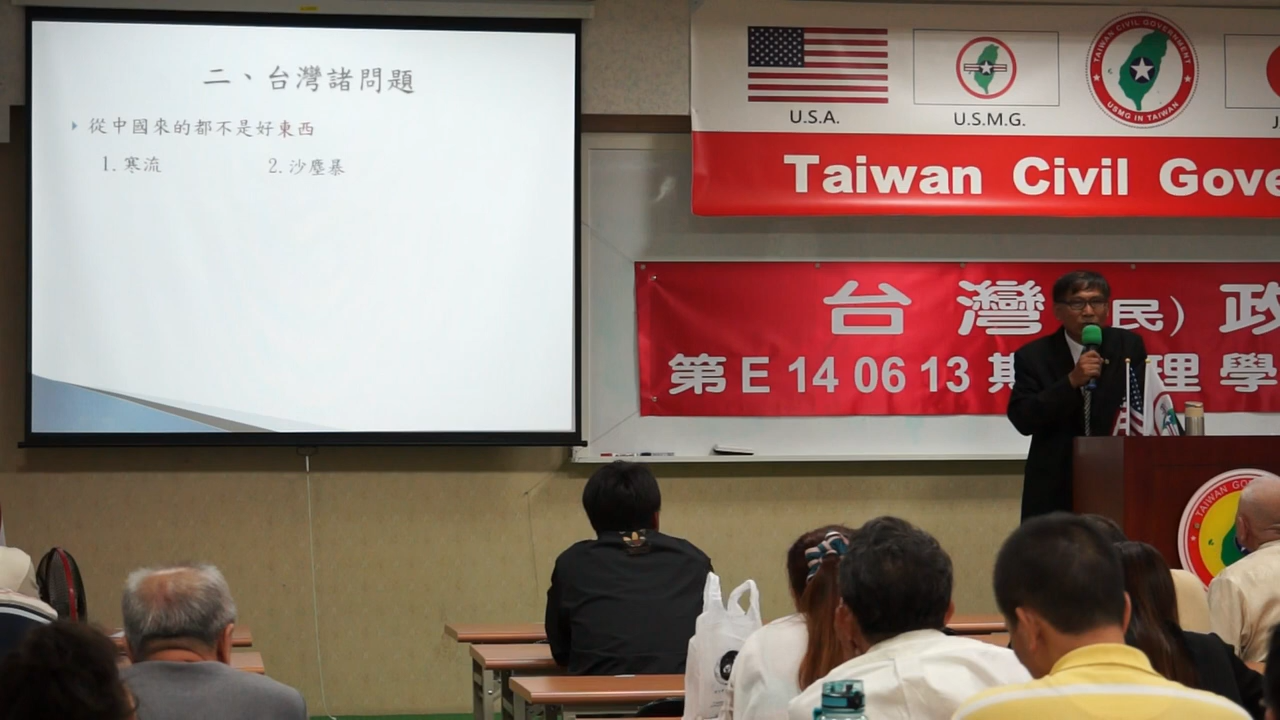 二、台灣諸問題
從中國來的都不是好東西
1.寒流 2.沙塵暴
U.S.A.
U.S.M.G.
TAIWAN CIVIL GOVERNMENT
USMG IN TAIWAN
J
Taiwan Civil Gove
台灣 民) 政
第E 14 06 13 期 理學
TAIWAN GO